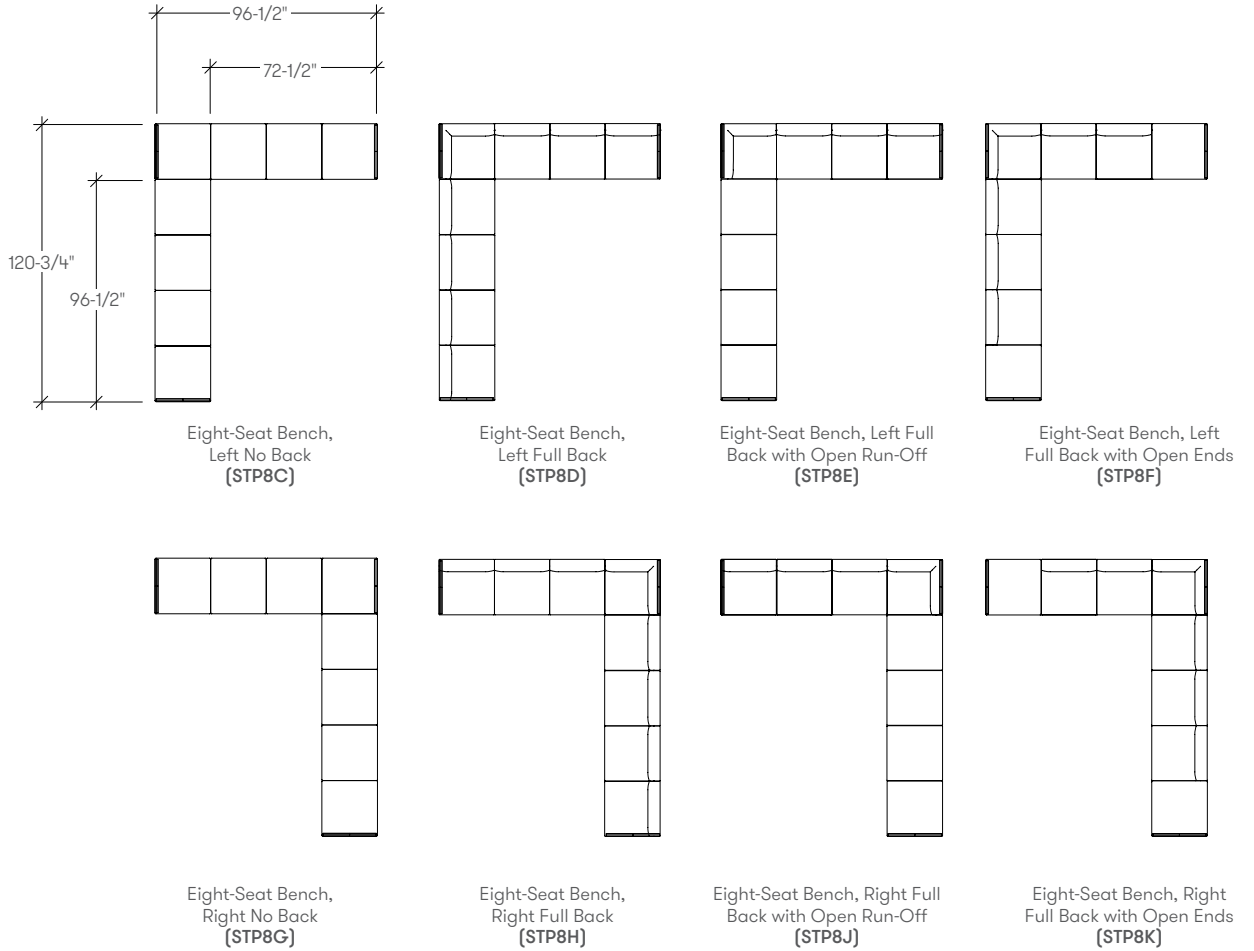 96-1/2"
72-1/2"
120-3/4"
96-1/2"
Eight-Seat Bench,
Left No Back
(STP8C)
Eight-Seat Bench,
Left Full Back
(STP8D)
Eight-Seat Bench, Left Full
Back with Open Run-Off
(STP8E)
Eight-Seat Bench, Left
Full Back with Open Ends
(STP8F)
Eight-Seat Bench,
Right No Back
(STP8G)
Eight-Seat Bench,
Right Full Back
(STP8H)
Eight-Seat Bench, Right Full
Back with Open Run-Off
(STP8J)
Eight-Seat Bench, Right
Full Back with Open Ends
(STP8K)